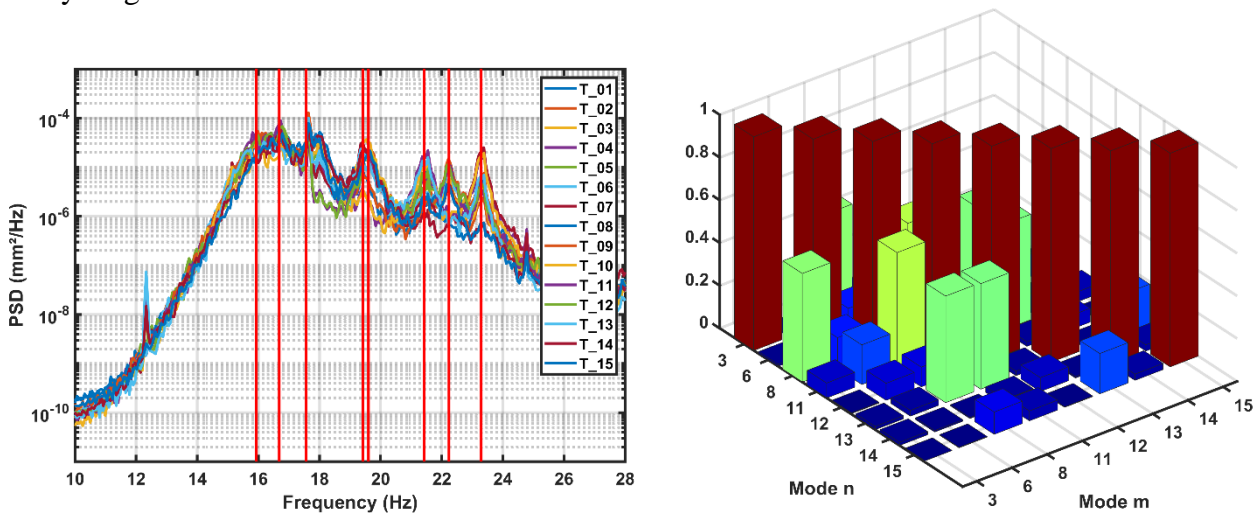 PSD (mm²/Hz)
10⁻⁴
10⁻⁶
10⁻⁸
10⁻¹⁰
10 12 14 16 18 20 22 24 26 28
Frequency (Hz)
T_01
T_02
T_03
T_04
T_05
T_06
T_07
T_08
T_09
T_10
T_11
T_12
T_13
T_14
T_15
1
0.8
0.6
0.4
0.2
0
3
6
8
11
12
13
14
15
Mode n
3
6
8
11
12
13
14
15
Mode m